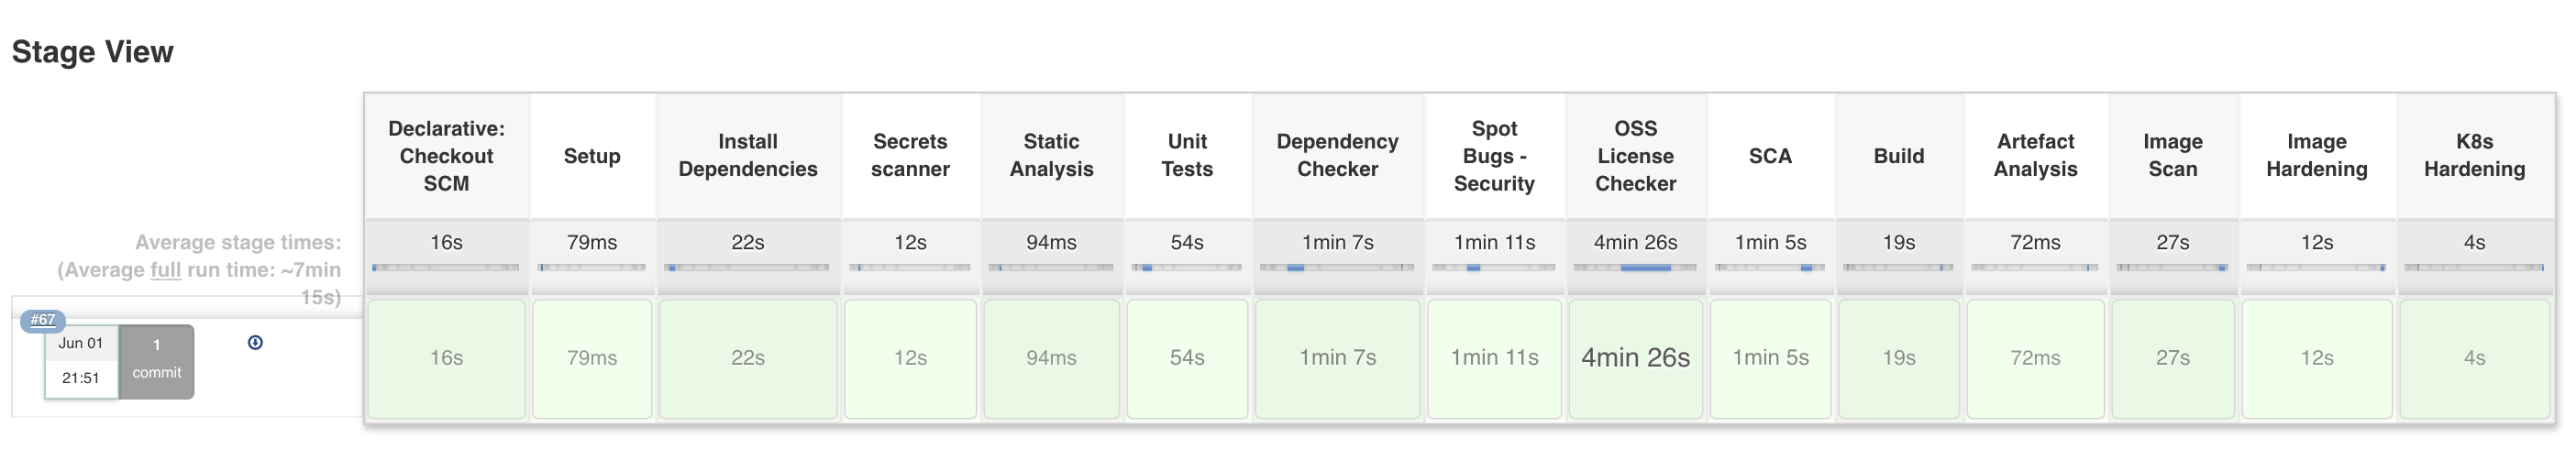 Stage View
Declarative:
Checkout
SCM
Setup
Install
Dependencies
Secrets
scanner
Static
Analysis
Unit
Tests
Dependency
Checker
Spot
Bugs -
Security
OSS
License
Checker
SCA
Build
Artefact
Analysis
Image
Scan
Image
Hardening
K8s
Hardening
Average stage times:
(Average full run time: ~7min
15s)
16s
79ms
22s
12s
94ms
54s
1min 7s
1min 11s
4min 26s
1min 5s
19s
72ms
27s
12s
4s
#67
Jun 01
21:51
1
commit
16s
79ms
22s
12s
94ms
54s
1min 7s
1min 11s
4min 26s
1min 5s
19s
72ms
27s
12s
4s